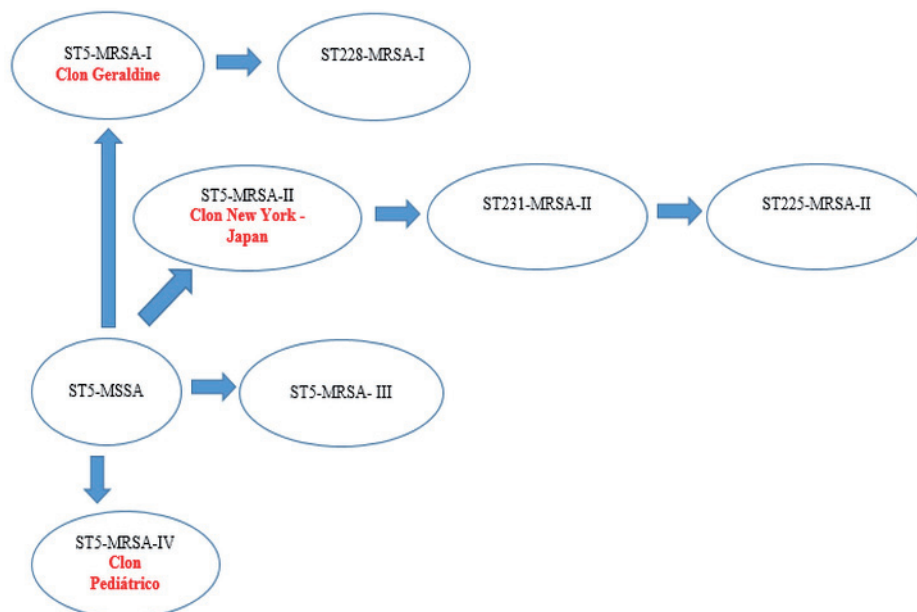 ST5-MRSA-I
Clon Geraldine
ST228-MRSA-I
ST5-MRSA-II
Clon New York -
Japan
ST231-MRSA-II
ST225-MRSA-II
ST5-MSSA
ST5-MRSA- III
ST5-MRSA-IV
Clon
Pediátrico